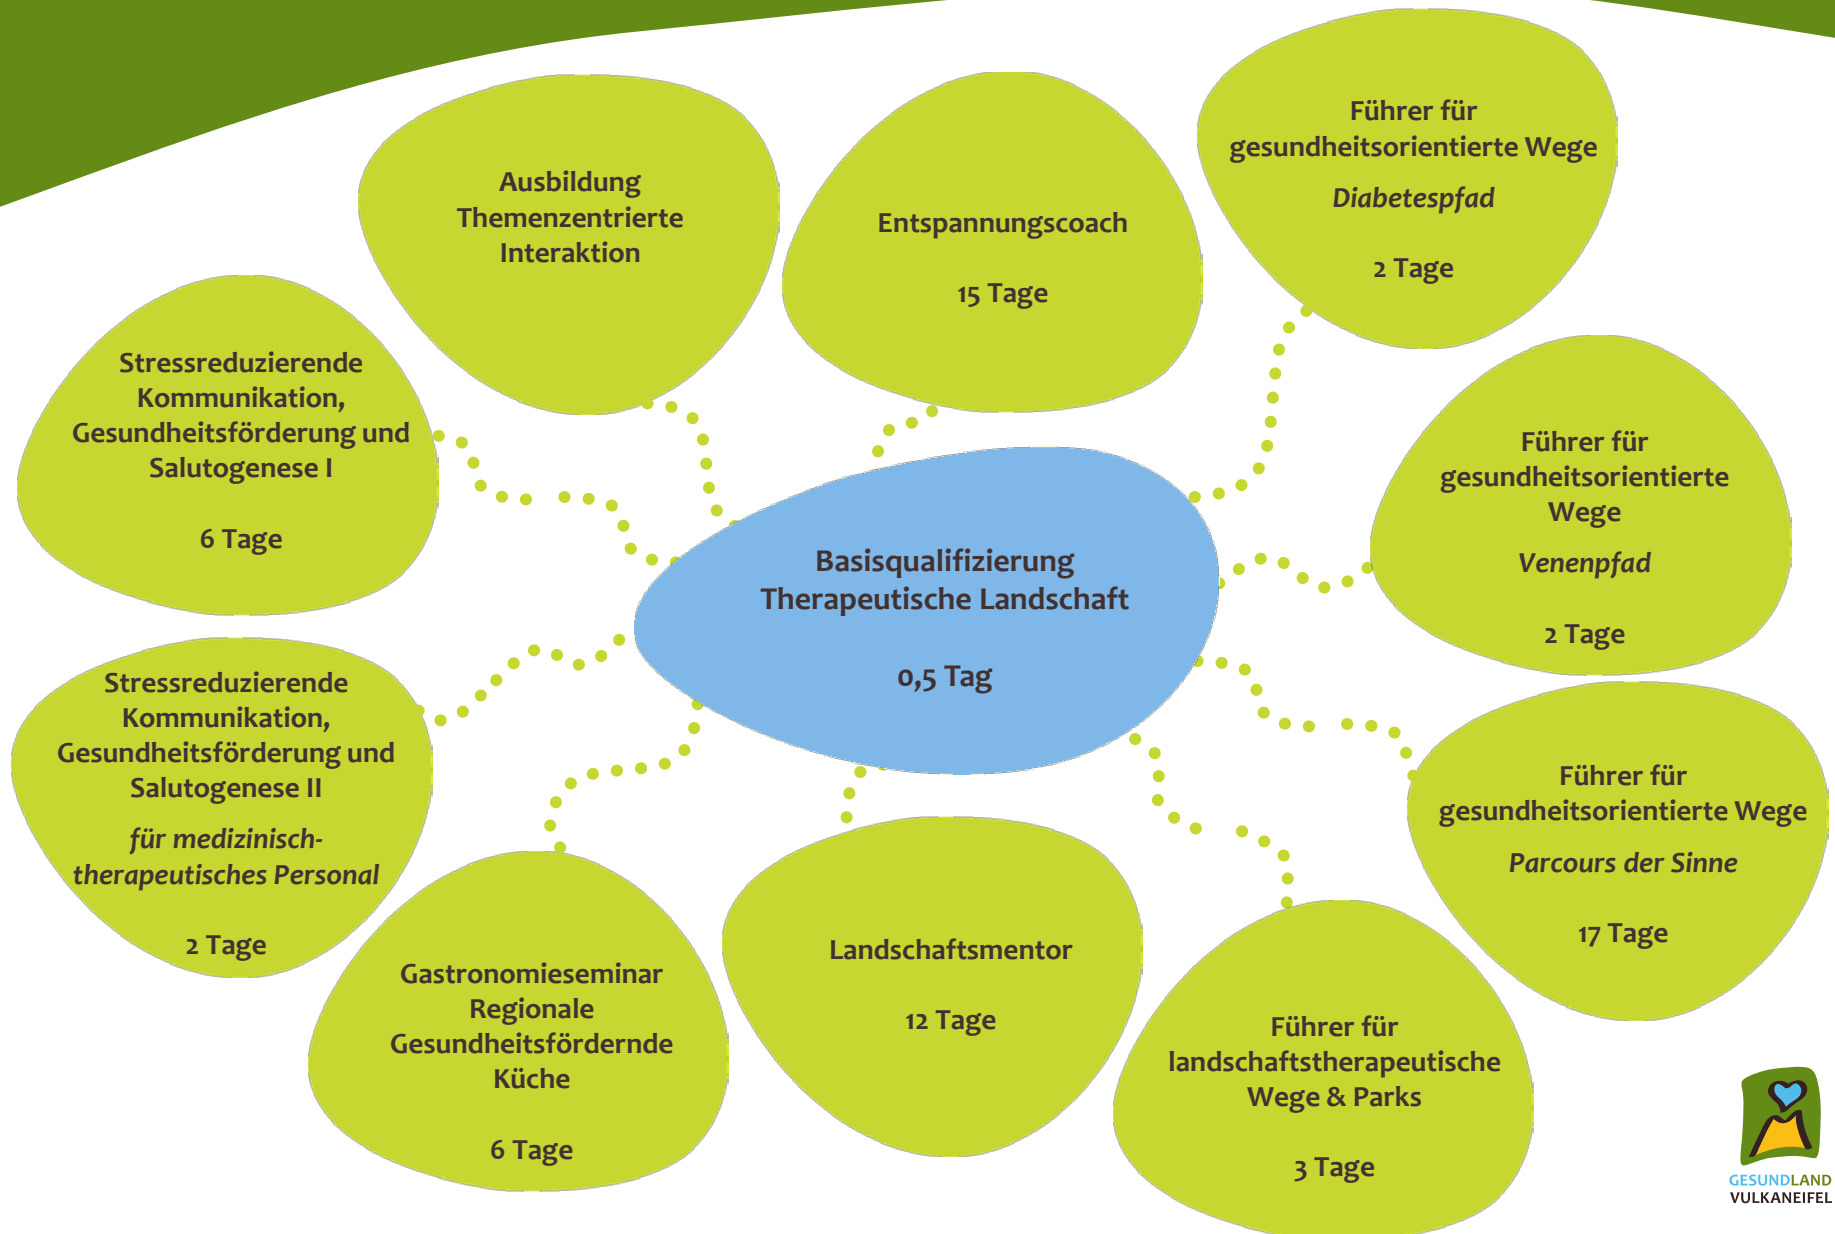 Führer für
gesundheitsorientierte Wege
Diabetespfad
2 Tage
Ausbildung
Themenzentrierte
Interaktion
Entspannungscoach
15 Tage
Stressreduzierende
Kommunikation,
Gesundheitsförderung und
Salutogenese I
6 Tage
Führer für
gesundheitsorientierte
Wege
Venenpfad
2 Tage
Basisqualifizierung
Therapeutische Landschaft
0,5 Tag
Stressreduzierende
Kommunikation,
Gesundheitsförderung und
Salutogenese II
für medizinisch-
therapeutisches Personal
2 Tage
Führer für
gesundheitsorientierte Wege
Parcours der Sinne
17 Tage
Gastronomieseminar
Regionale
Gesundheitsfördernde
Küche
6 Tage
Landschaftsmentor
12 Tage
Führer für
landschaftstherapeutische
Wege & Parks
3 Tage
GESUNDLAND
VULKANEIFEL